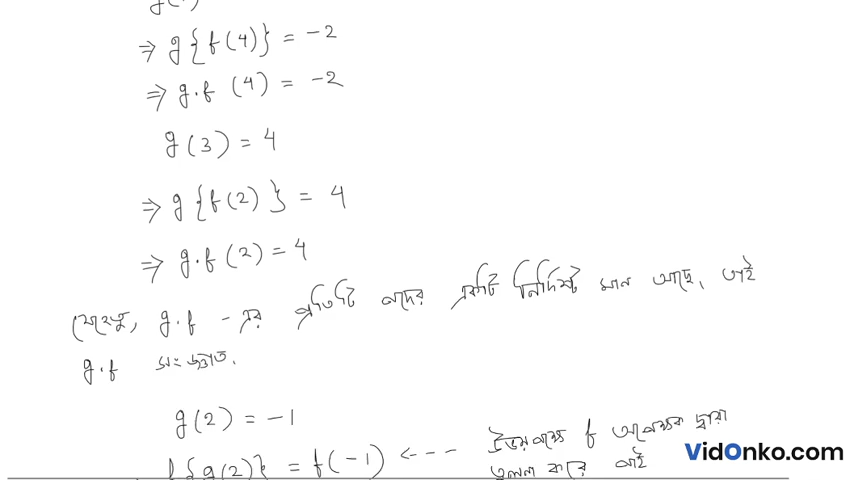 ⇒ g{f(4)} = -2
⇒ g.f (4) = -2
g(3) = 4
⇒ g{f(2)} = 4
⇒ g.f (2) = 4
যেহেতু, g.f - এর প্রতিটি পদের একটি নির্দিষ্ট মান আছে, তাই
g.f সংজ্ঞাত.
g(2) = -1
f{g(2)} = f(-1) <--- উভয়পক্ষে f অপেক্ষক দ্বারা
করে পাই
VidOnko.com